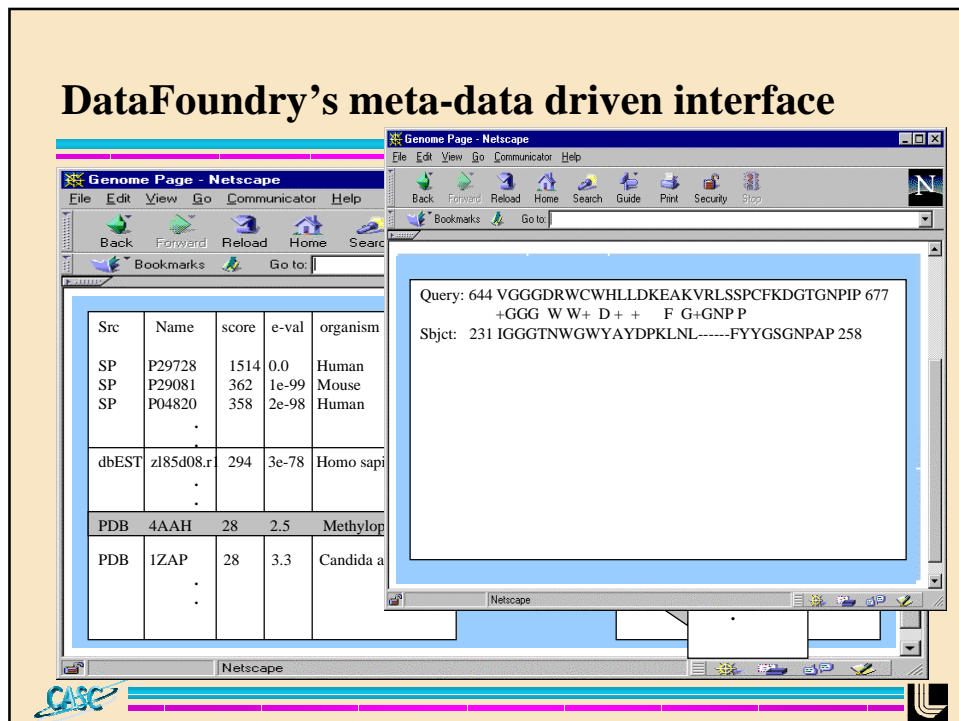 DataFoundry's meta-data driven interface
Genome Page - Netscape
File Edit View Go Communicator Help
Back Forward Reload Home Search Guide Print Security Stop
N
Bookmarks Go to:
Query: 644 VGGGDRWCWHLLDKEAKVRLSSPCFKDGTGNPIP 677
+GGG W W+ D + + F G+GNP P
Sbjct: 231 IGGGTNWGWYAYDPKLNL------FYYGSGNPAP 258
Netscape
Genome Page - Netscape
File Edit View Go Communicator Help
Back Forward Reload Home
Bookmarks Go to:
Src Name score e-val organism
SP P29728 1514 0.0 Human
SP P29081 362 1e-99 Mouse
SP P04820 358 2e-98 Human
.
.
dbEST zl85d08.r1 294 3e-78 Homo sapi
.
.
PDB 4AAH 28 2.5 Methylop
PDB 1ZAP 28 3.3 Candida a
.
.
.
Netscape
CASC